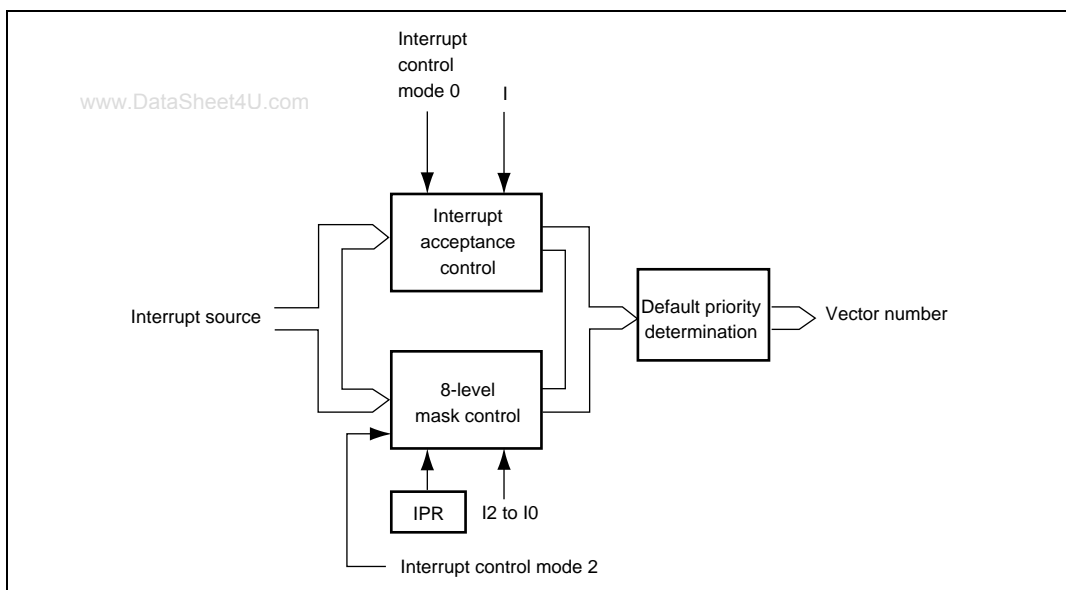 Interrupt
control
mode 0
I
www.DataSheet4U.com
Interrupt
acceptance
control
Interrupt source
Default priority
determination
Vector number
8-level
mask control
IPR
I2 to I0
Interrupt control mode 2